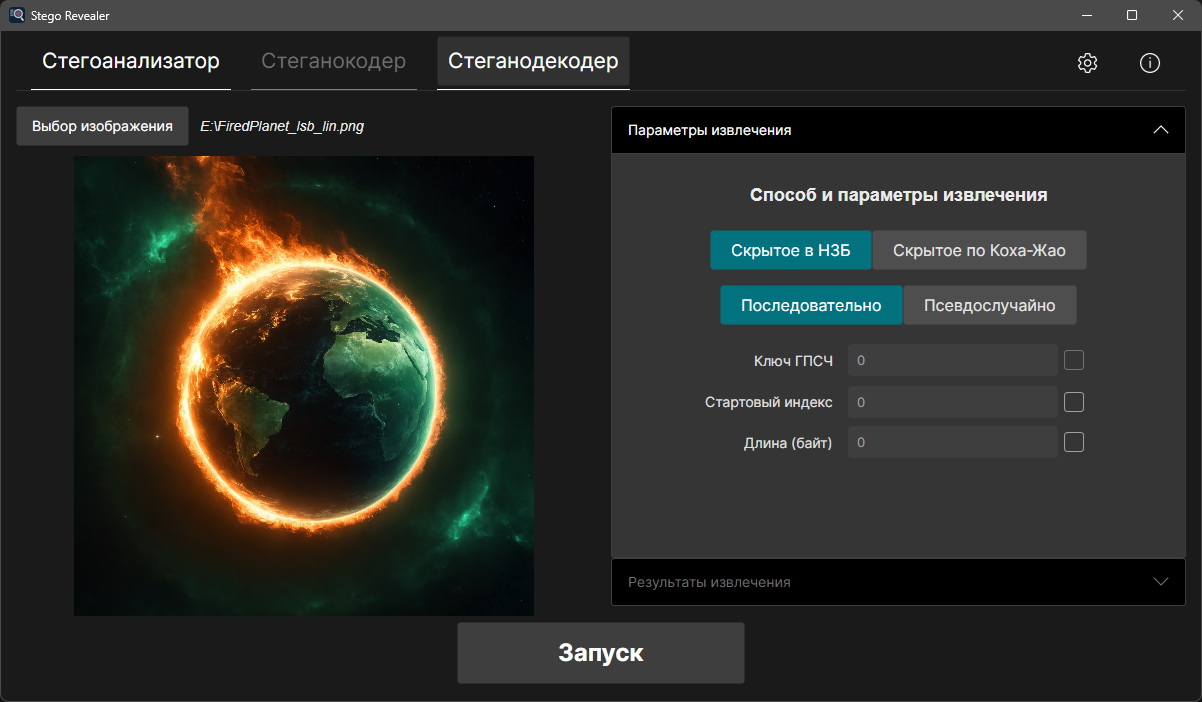 Stego Revealer
Стегоанализатор
Стеганокодер
Стеганодекодер
Выбор изображения
E:\FiredPlanet_lsb_lin.png
Параметры извлечения
Способ и параметры извлечения
Скрытое в НЗБ
Скрытое по Коха-Жао
Последовательно
Псевдослучайно
Ключ ГПСЧ
0
Стартовый индекс
0
Длина (байт)
0
Результаты извлечения
Запуск